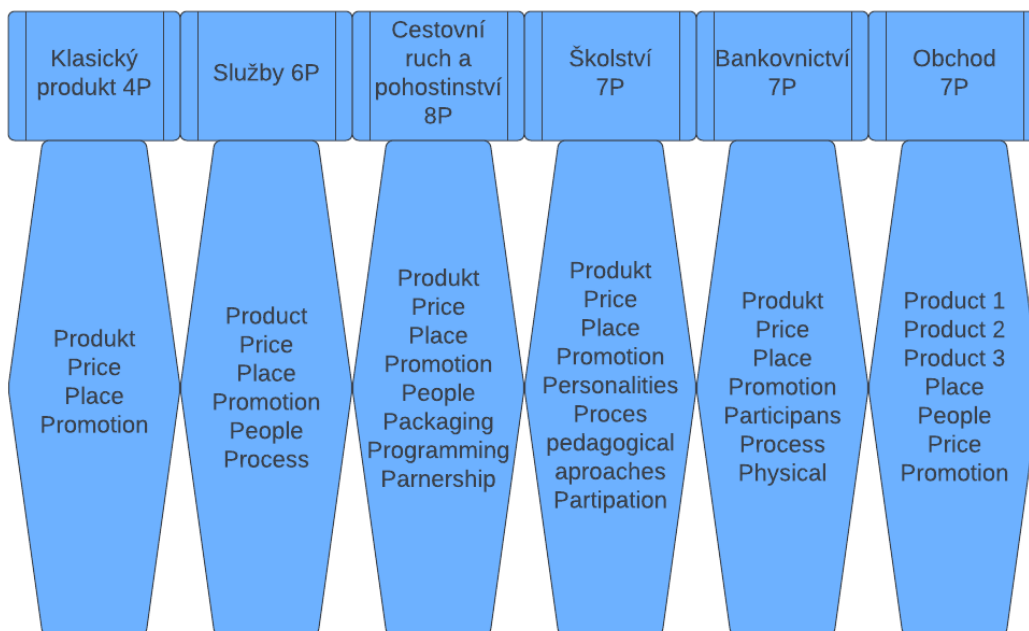 Klasický
produkt 4P
Služby 6P
Cestovní
ruch a
pohostinství
8P
Školství
7P
Bankovnictví
7P
Obchod
7P
Produkt
Price
Place
Promotion
Product
Price
Place
Promotion
People
Process
Produkt
Price
Place
Promotion
People
Packaging
Programming
Parnership
Produkt
Price
Place
Promotion
Personalities
Proces
pedagogical
aproaches
Partipation
Produkt
Price
Place
Promotion
Participans
Process
Physical
Product 1
Product 2
Product 3
Place
People
Price
Promotion